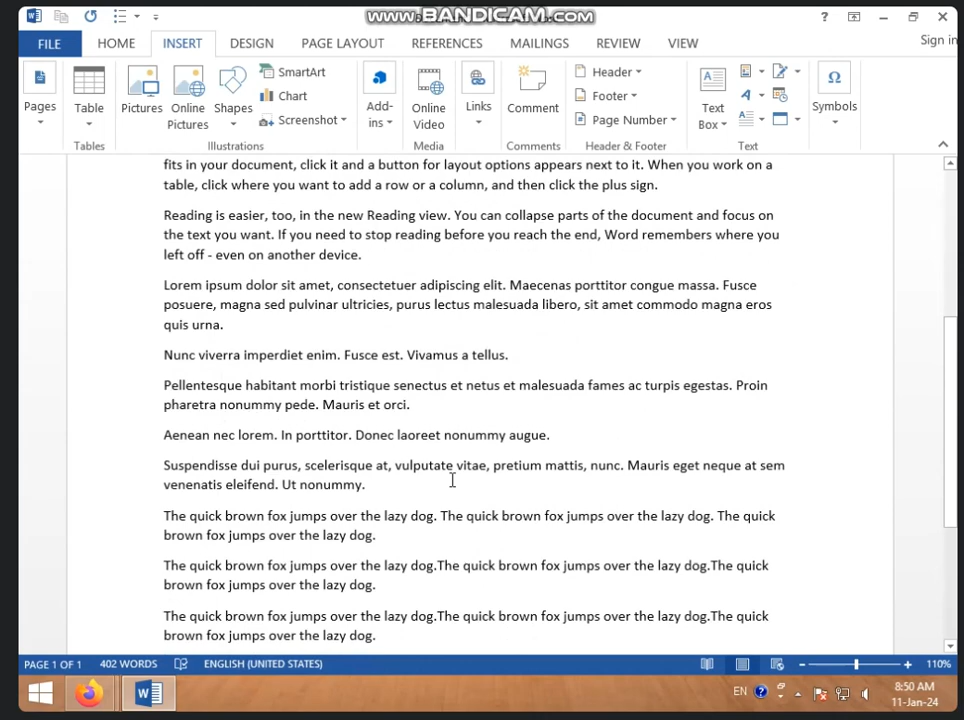 www.BANDICAM.com
?
FILE HOME INSERT DESIGN PAGE LAYOUT REFERENCES MAILINGS REVIEW VIEW Sign in
Pages
Table
Pictures
Online Pictures
Shapes
SmartArt
Chart
Screenshot
Add-ins
Online Video
Links
Comment
Header
Footer
Page Number
Text Box
Symbols
Tables Illustrations Media Comments Header & Footer Text
fits in your document, click it and a button for layout options appears next to it. When you work on a
table, click where you want to add a row or a column, and then click the plus sign.
Reading is easier, too, in the new Reading view. You can collapse parts of the document and focus on
the text you want. If you need to stop reading before you reach the end, Word remembers where you
left off - even on another device.
Lorem ipsum dolor sit amet, consectetuer adipiscing elit. Maecenas porttitor congue massa. Fusce
posuere, magna sed pulvinar ultricies, purus lectus malesuada libero, sit amet commodo magna eros
quis urna.
Nunc viverra imperdiet enim. Fusce est. Vivamus a tellus.
Pellentesque habitant morbi tristique senectus et netus et malesuada fames ac turpis egestas. Proin
pharetra nonummy pede. Mauris et orci.
Aenean nec lorem. In porttitor. Donec laoreet nonummy augue.
Suspendisse dui purus, scelerisque at, vulputate vitae, pretium mattis, nunc. Mauris eget neque at sem
venenatis eleifend. Ut nonummy.
The quick brown fox jumps over the lazy dog. The quick brown fox jumps over the lazy dog. The quick
brown fox jumps over the lazy dog.
The quick brown fox jumps over the lazy dog.The quick brown fox jumps over the lazy dog.The quick
brown fox jumps over the lazy dog.
The quick brown fox jumps over the lazy dog.The quick brown fox jumps over the lazy dog.The quick
brown fox jumps over the lazy dog.
PAGE 1 OF 1 402 WORDS ENGLISH (UNITED STATES) 110%
EN 8:50 AM
11-Jan-24